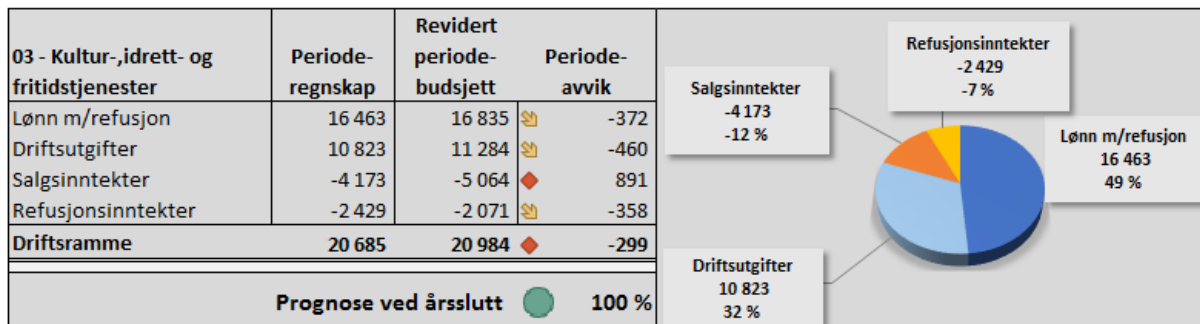 03 - Kultur-,idrett- og fritidstjenester
Periode-regnskap
Revidert periode-budsjett
Periode-avvik
Lønn m/refusjon 16 463 16 835 -372
Driftsutgifter 10 823 11 284 -460
Salgsinntekter -4 173 -5 064 891
Refusjonsinntekter -2 429 -2 071 -358
Driftsramme 20 685 20 984 -299
Prognose ved årsslutt 100 %
Refusjonsinntekter
-2 429
-7 %
Salgsinntekter
-4 173
-12 %
Lønn m/refusjon
16 463
49 %
Driftsutgifter
10 823
32 %